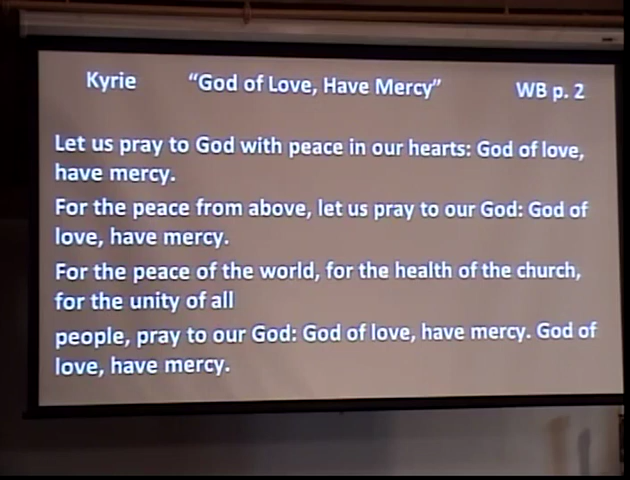 Kyrie “God of Love, Have Mercy” WB p. 2
Let us pray to God with peace in our hearts: God of love,
have mercy.
For the peace from above, let us pray to our God: God of
love, have mercy.
For the peace of the world, for the health of the church,
for the unity of all
people, pray to our God: God of love, have mercy. God of
love, have mercy.